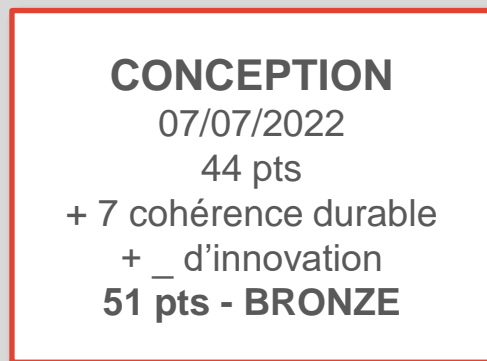 CONCEPTION
07/07/2022
44 pts
+ 7 cohérence durable
+ _ d’innovation
51 pts - BRONZE